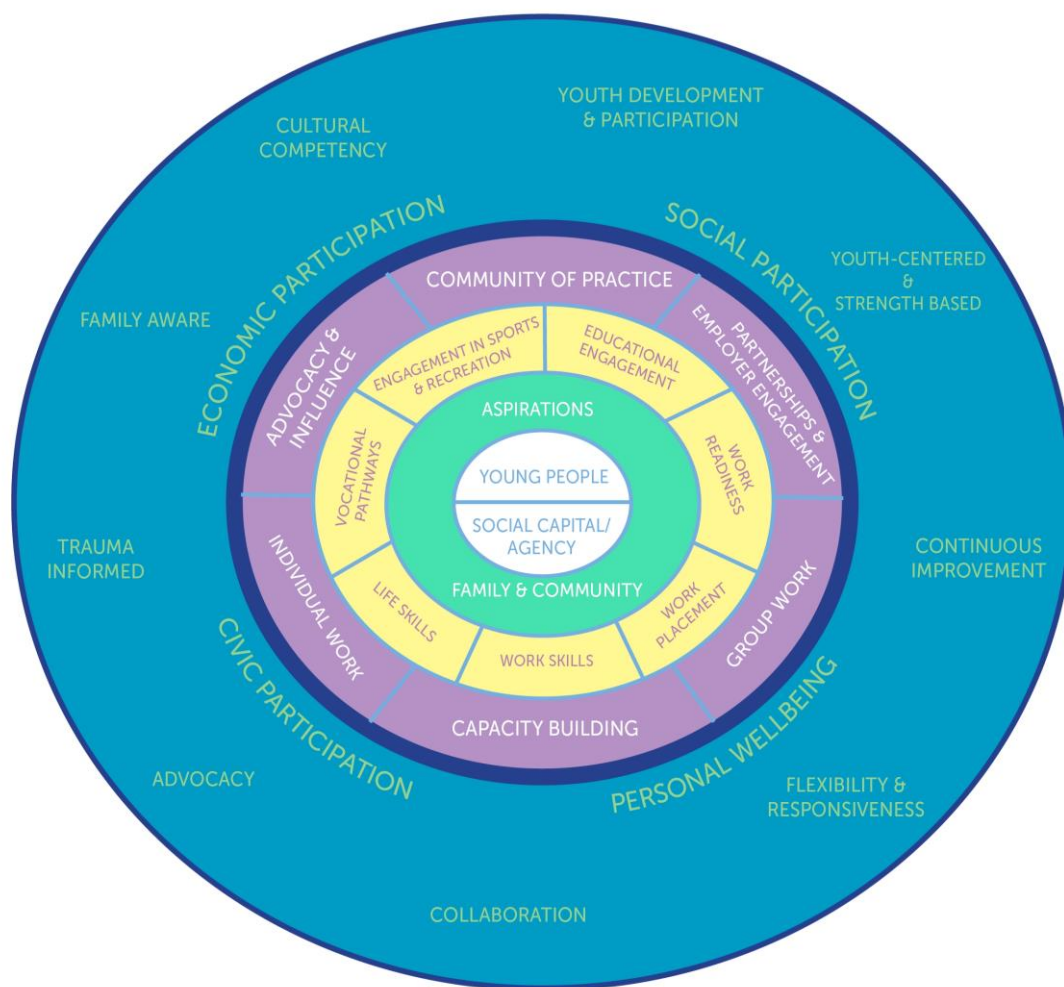 YOUTH DEVELOPMENT
& PARTICIPATION
CULTURAL
COMPETENCY
ECONOMIC PARTICIPATION
SOCIAL PARTICIPATION
YOUTH-CENTERED
&
STRENGTH BASED
FAMILY AWARE
COMMUNITY OF PRACTICE
ADVOCACY &
INFLUENCE
PARTNERSHIPS &
EMPLOYER ENGAGEMENT
ENGAGEMENT IN SPORTS
& RECREATION
EDUCATIONAL
ENGAGEMENT
ASPIRATIONS
VOCATIONAL
PATHWAYS
WORK
READINESS
YOUNG PEOPLE
SOCIAL CAPITAL/
AGENCY
TRAUMA
INFORMED
CONTINUOUS
IMPROVEMENT
INDIVIDUAL WORK
LIFE SKILLS
FAMILY & COMMUNITY
WORK
PLACEMENT
GROUP WORK
WORK SKILLS
CAPACITY BUILDING
CIVIC PARTICIPATION
PERSONAL WELLBEING
ADVOCACY
FLEXIBILITY &
RESPONSIVENESS
COLLABORATION